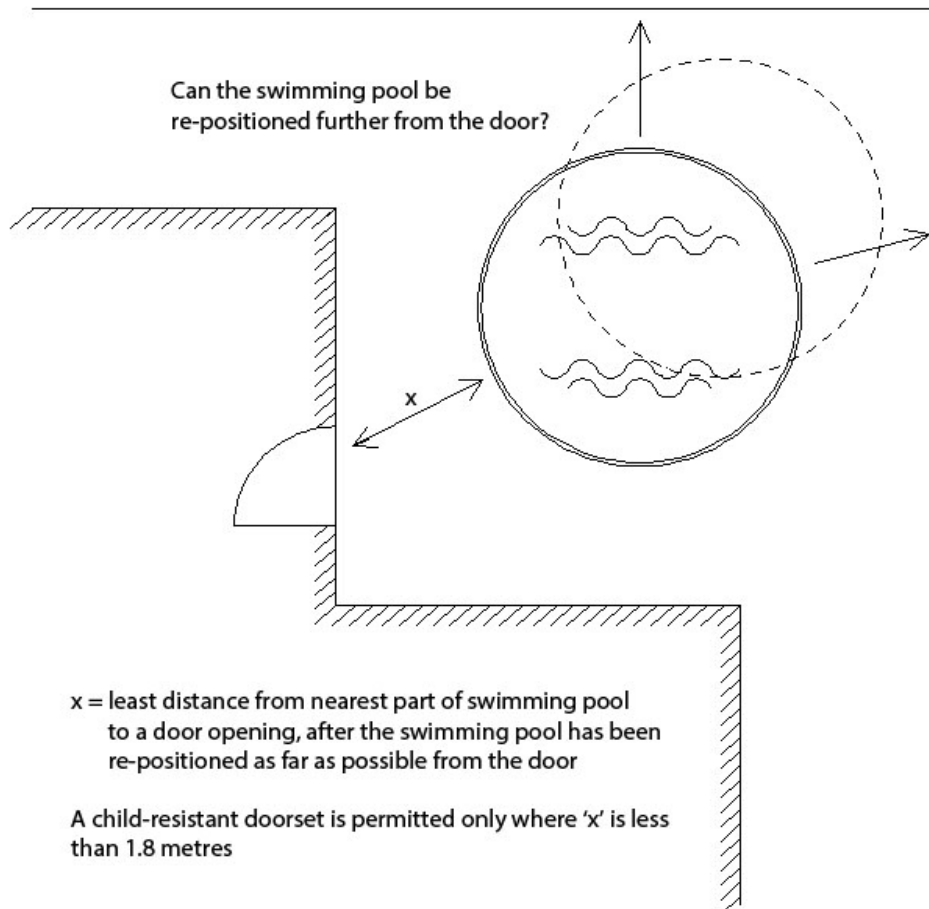 Can the swimming pool be
re-positioned further from the door?
x
x = least distance from nearest part of swimming pool
to a door opening, after the swimming pool has been
re-positioned as far as possible from the door
A child-resistant doorset is permitted only where ‘x’ is less
than 1.8 metres